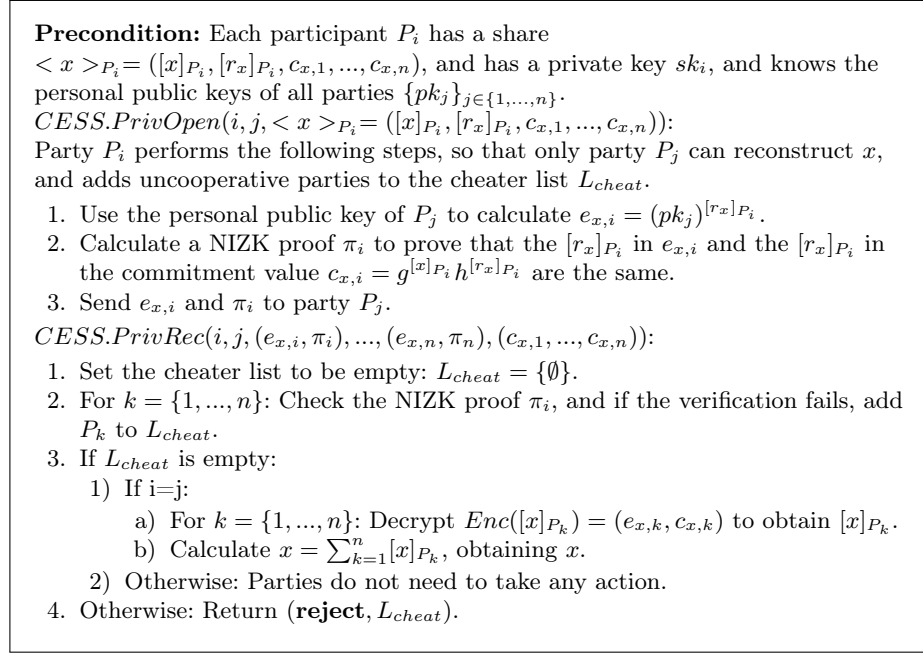 Precondition: Each participant $P_i$ has a share
$< x >_{P_i} = ([x]_{P_i}, [r_x]_{P_i}, c_{x,1}, ..., c_{x,n})$, and has a private key $sk_i$, and knows the
personal public keys of all parties $\{pk_j\}_{j \in \{1,...,n\}}$.
$CESS.PrivOpen(i, j, < x >_{P_i} = ([x]_{P_i}, [r_x]_{P_i}, c_{x,1}, ..., c_{x,n}))$:
Party $P_i$ performs the following steps, so that only party $P_j$ can reconstruct $x$,
and adds uncooperative parties to the cheater list $L_{cheat}$.
1. Use the personal public key of $P_j$ to calculate $e_{x,i} = (pk_j)^{[r_x]_{P_i}}$.
2. Calculate a NIZK proof $\pi_i$ to prove that the $[r_x]_{P_i}$ in $e_{x,i}$ and the $[r_x]_{P_i}$ in
the commitment value $c_{x,i} = g^{[x]_{P_i}} h^{[r_x]_{P_i}}$ are the same.
3. Send $e_{x,i}$ and $\pi_i$ to party $P_j$.
$CESS.PrivRec(i, j, (e_{x,i}, \pi_i), ..., (e_{x,n}, \pi_n), (c_{x,1}, ..., c_{x,n}))$:
1. Set the cheater list to be empty: $L_{cheat} = \{\emptyset\}$.
2. For $k = \{1, ..., n\}$: Check the NIZK proof $\pi_i$, and if the verification fails, add
$P_k$ to $L_{cheat}$.
3. If $L_{cheat}$ is empty:
1) If i=j:
a) For $k = \{1, ..., n\}$: Decrypt $Enc([x]_{P_k}) = (e_{x,k}, c_{x,k})$ to obtain $[x]_{P_k}$.
b) Calculate $x = \sum_{k=1}^{n} [x]_{P_k}$, obtaining $x$.
2) Otherwise: Parties do not need to take any action.
4. Otherwise: Return (reject, $L_{cheat}$).